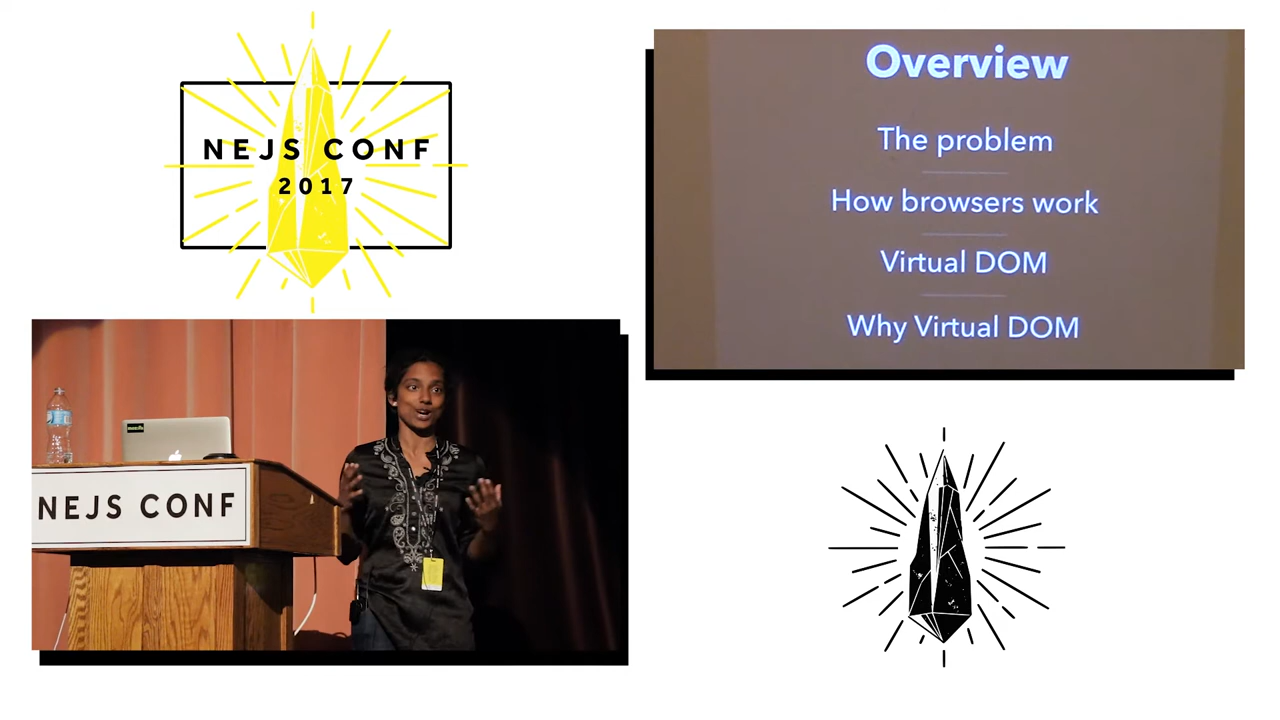 NEJS CONF
2017
Overview
The problem
How browsers work
Virtual DOM
Why Virtual DOM
NEJS CONF